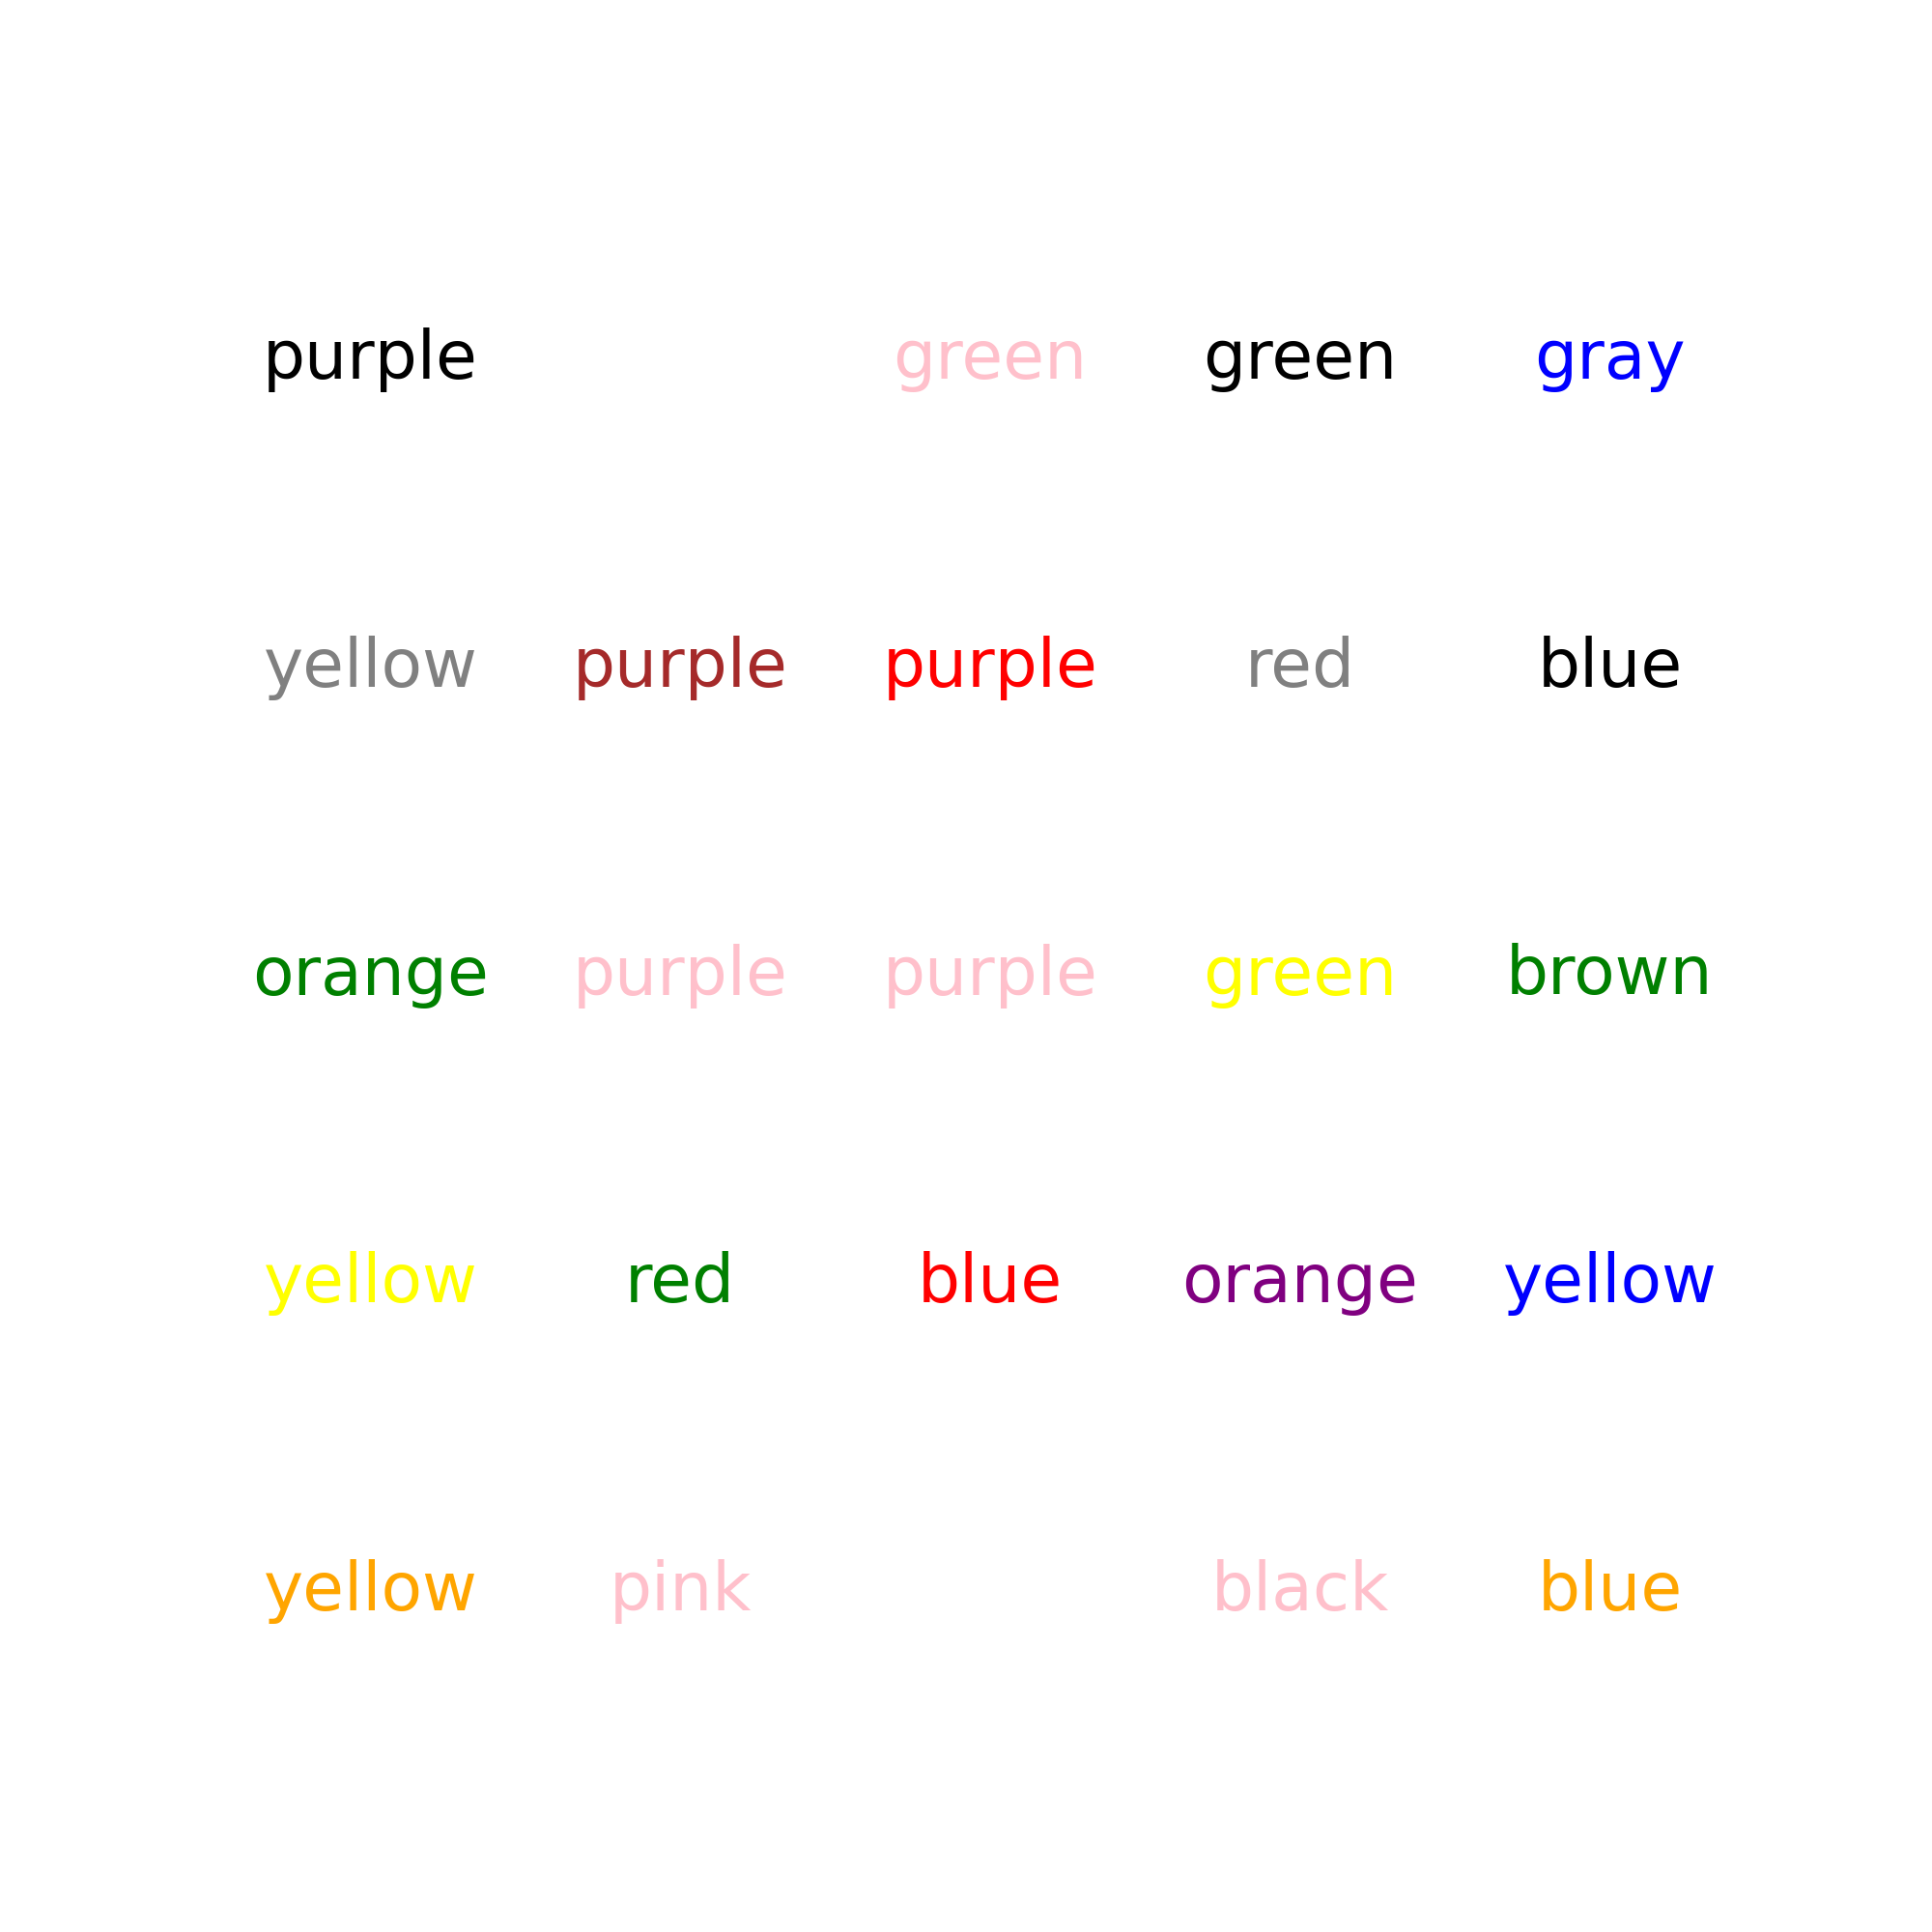 purple green green gray
yellow purple purple red blue
orange purple purple green brown
yellow red blue orange yellow
yellow pink black blue